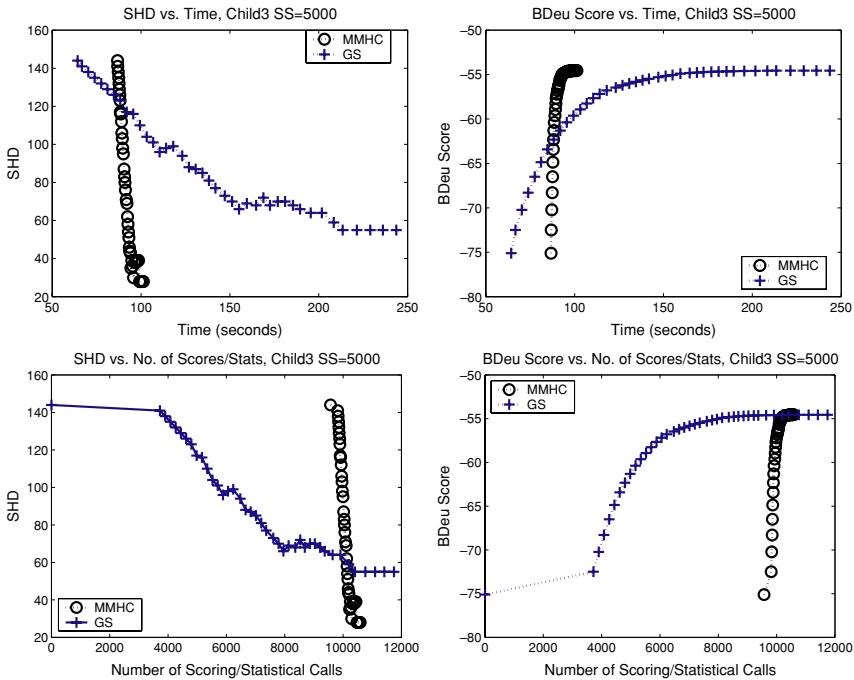 SHD vs. Time, Child3 SS=5000
160
140
120
100
80
60
40
20
SHD
MMHC
GS
50
100
150
200
250
Time (seconds)
BDeu Score vs. Time, Child3 SS=5000
−50
−55
−60
−65
−70
−75
−80
BDeu Score
MMHC
GS
50
100
150
200
250
Time (seconds)
SHD vs. No. of Scores/Stats, Child3 SS=5000
160
140
120
100
80
60
40
20
SHD
MMHC
GS
0
2000
4000
6000
8000
10000
12000
Number of Scoring/Statistical Calls
BDeu Score vs. No. of Scores/Stats, Child3 SS=5000
−50
−55
−60
−65
−70
−75
−80
BDeu Score
MMHC
GS
0
2000
4000
6000
8000
10000
12000
Number of Scoring/Statistical Calls